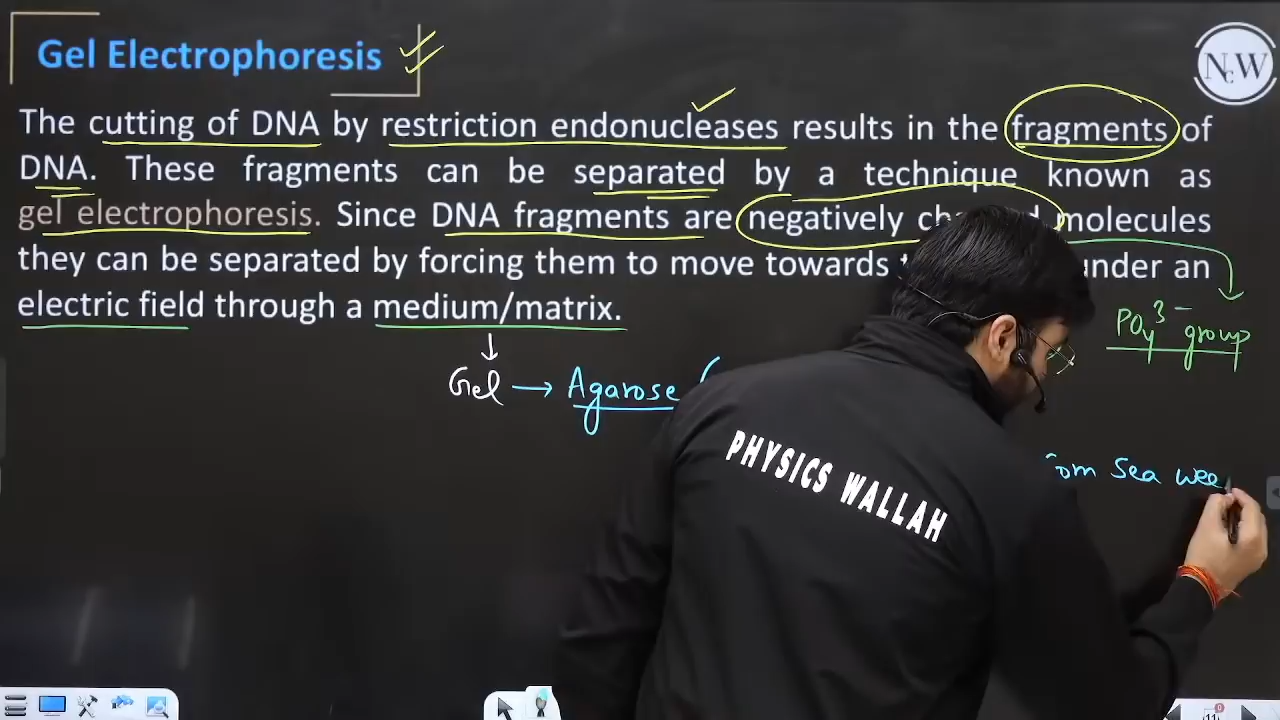 Gel Electrophoresis
NcW
The cutting of DNA by restriction endonucleases results in the fragments of
DNA. These fragments can be separated by a technique known as
gel electrophoresis. Since DNA fragments are negatively molecules
they can be separated by forcing them to move towards under an
electric field through a medium/matrix.
PO4 3- group
Gel → Agarose (
Sea wee
PHYSICS WALLAH